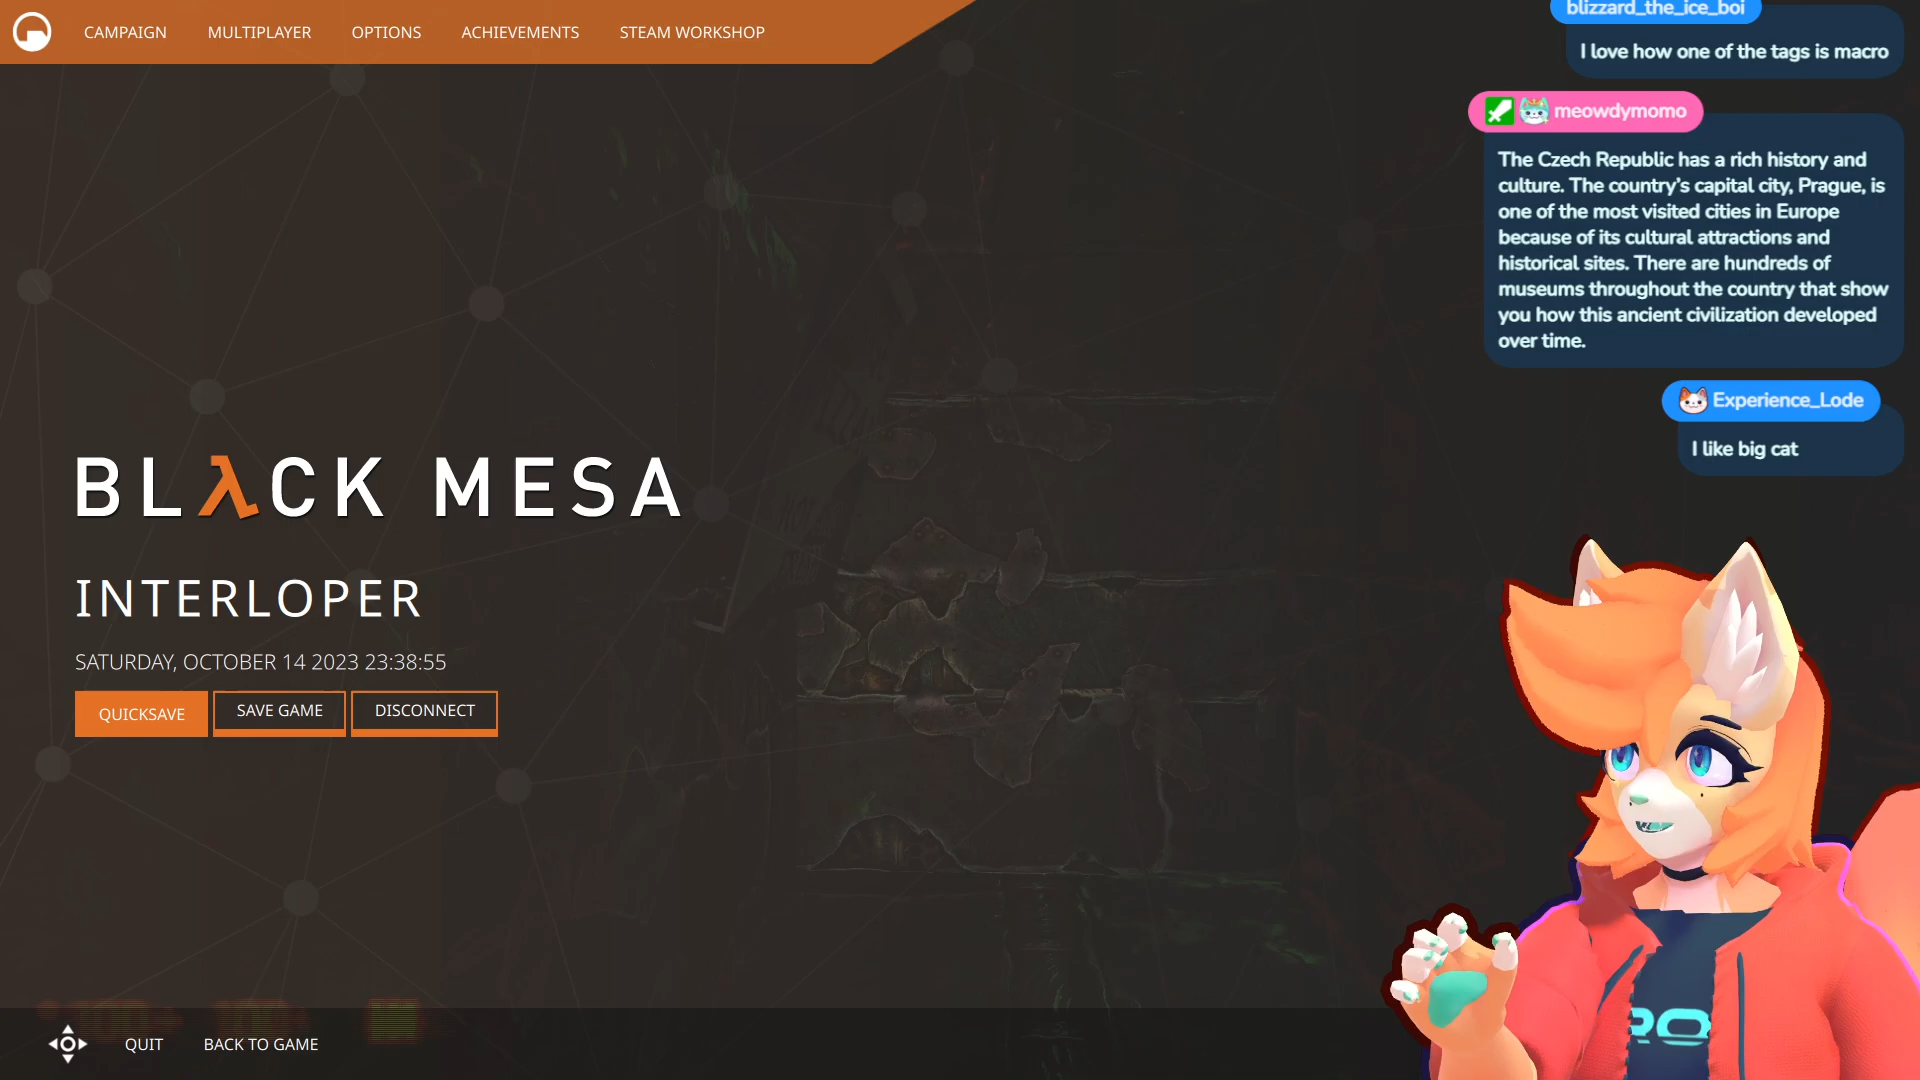 CAMPAIGN MULTIPLAYER OPTIONS ACHIEVEMENTS STEAM WORKSHOP
blizzard_the_ice_boi
I love how one of the tags is macro
meowdymomo
The Czech Republic has a rich history and
culture. The country's capital city, Prague, is
one of the most visited cities in Europe
because of its cultural attractions and
historical sites. There are hundreds of
museums throughout the country that show
you how this ancient civilization developed
over time.
Experience_Lode
I like big cat
BLλCK MESA
INTERLOPER
SATURDAY, OCTOBER 14 2023 23:38:55
QUICKSAVE SAVE GAME DISCONNECT
QUIT BACK TO GAME